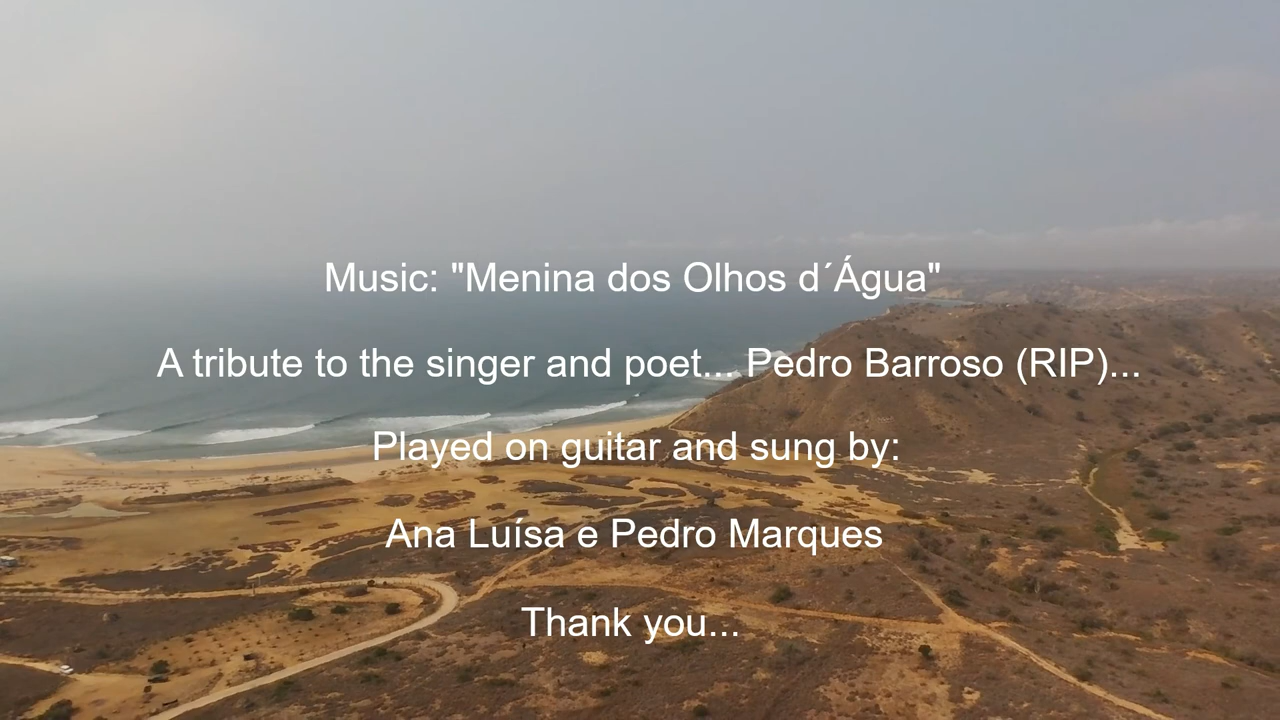 Music: "Menina dos Olhos d´Água"
A tribute to the singer and poet... Pedro Barroso (RIP)...
Played on guitar and sung by:
Ana Luísa e Pedro Marques
Thank you...